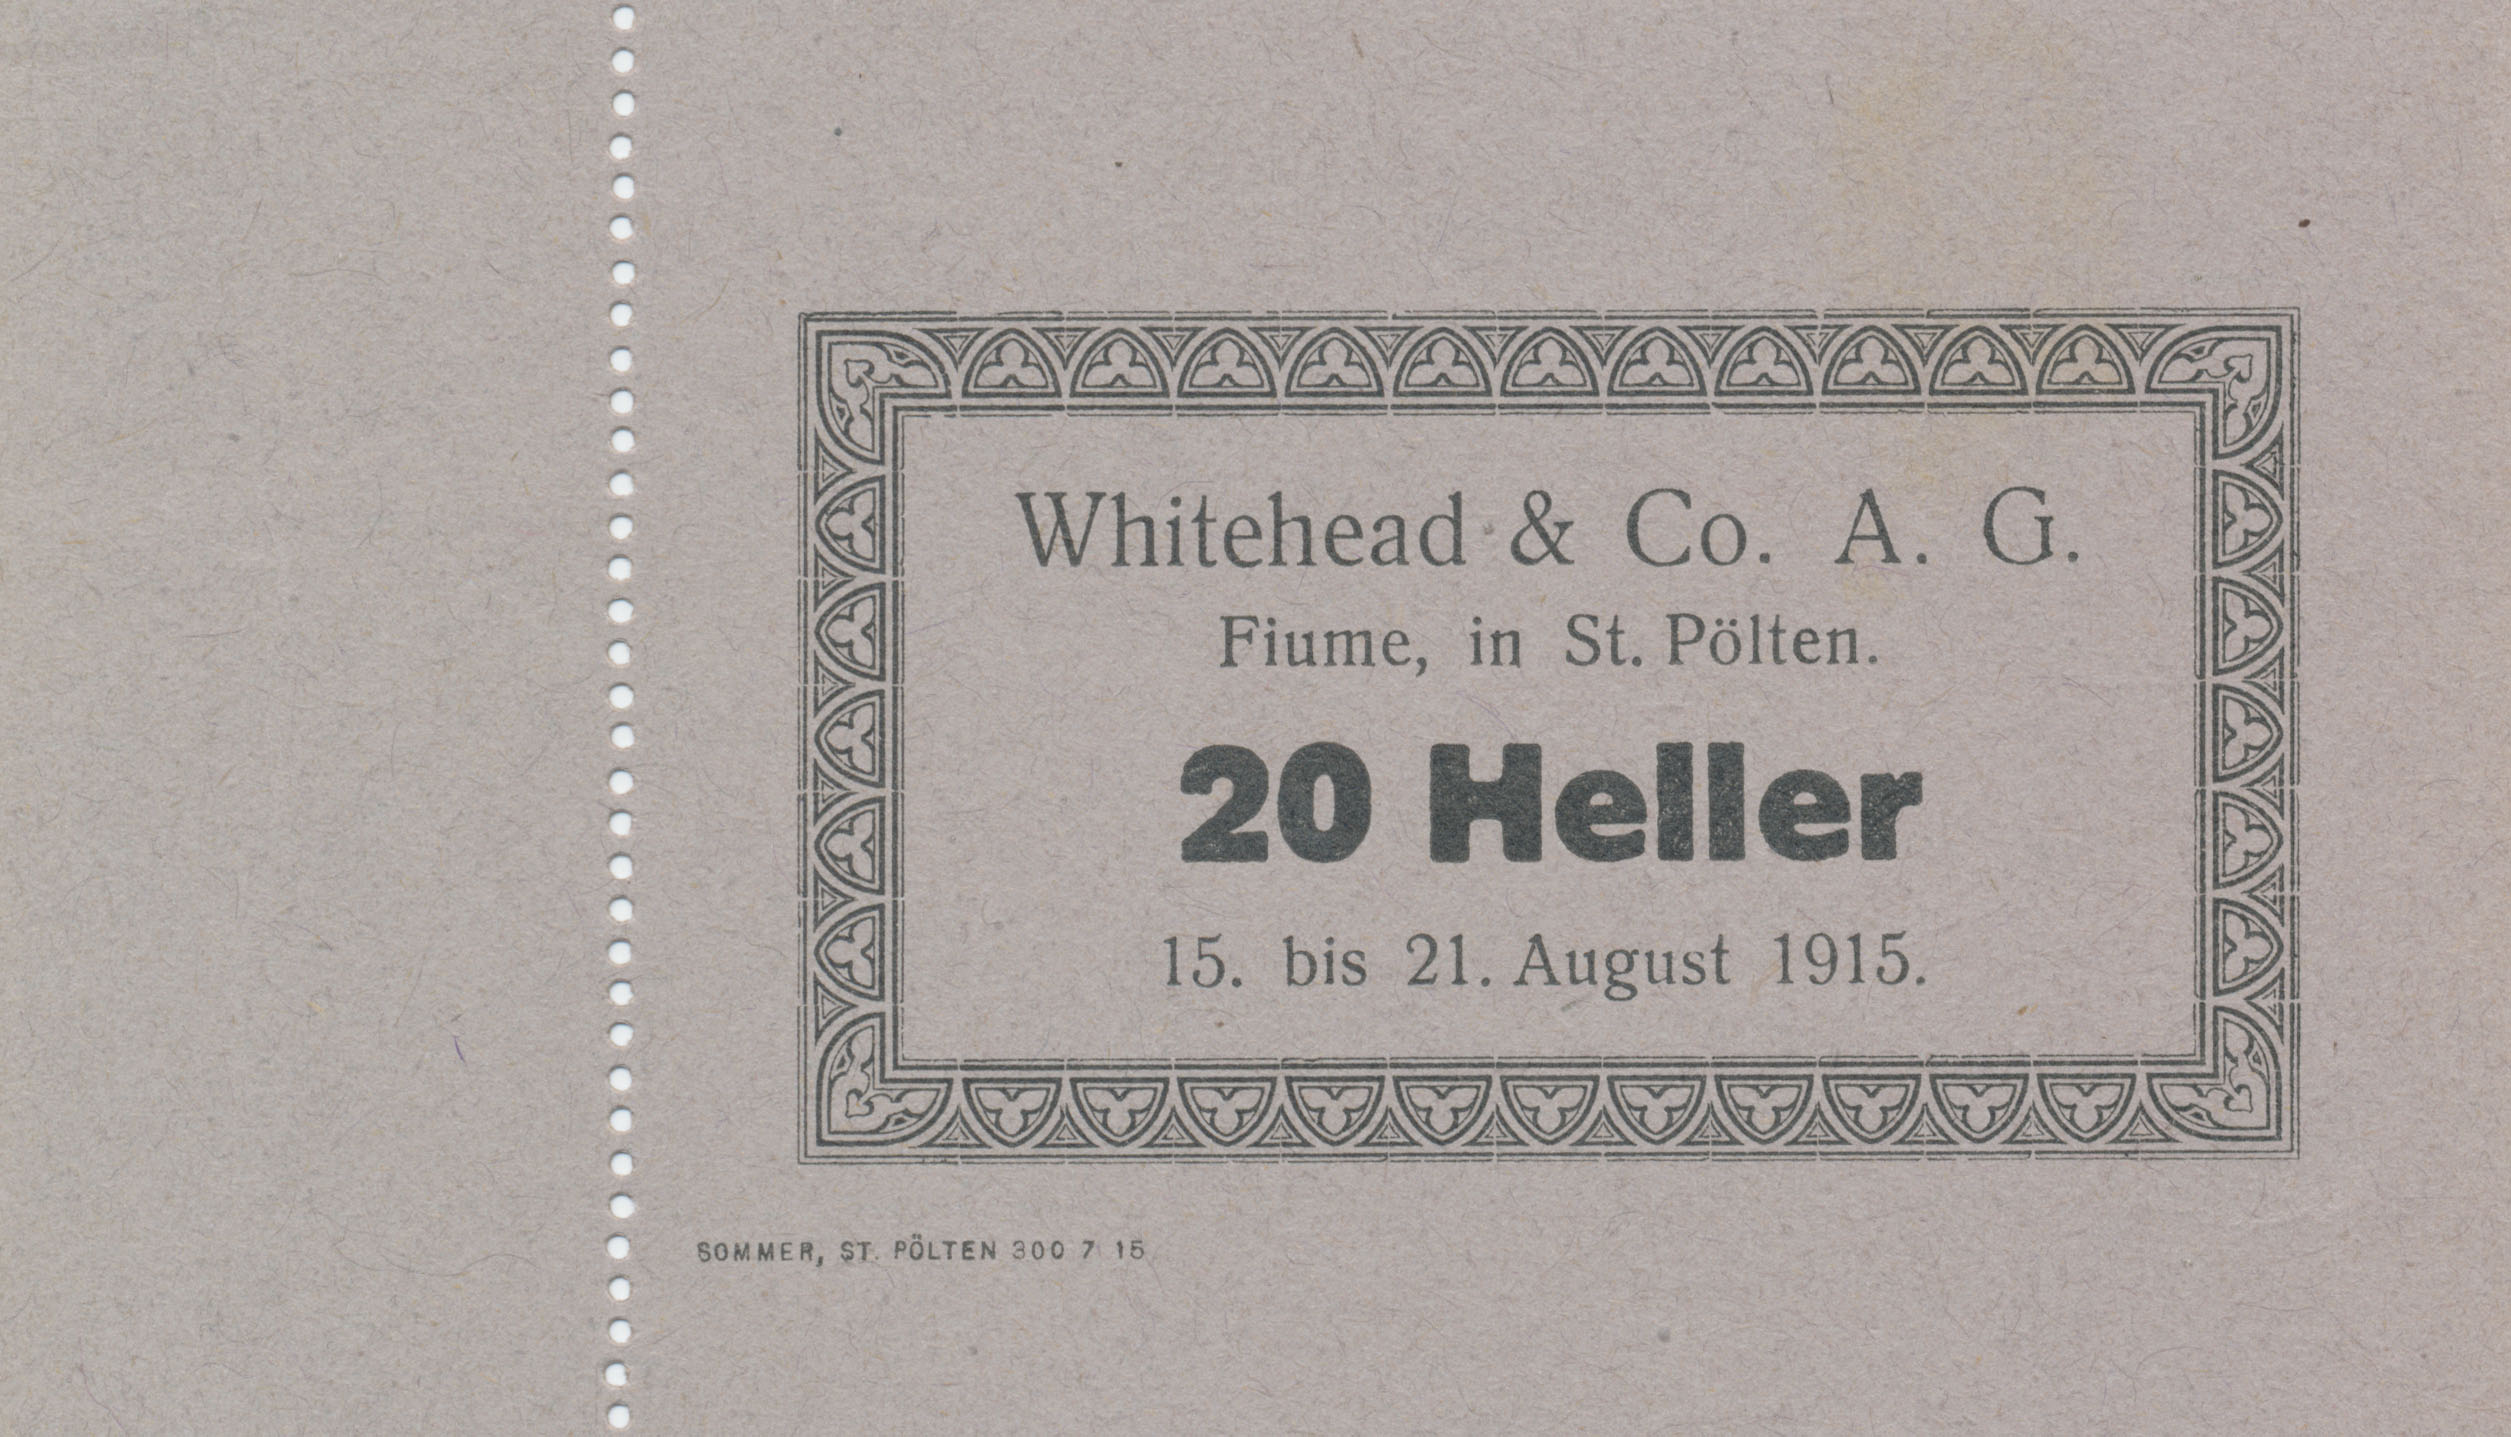 Whitehead & Co. A. G.
Fiume, in St. Pölten.
20 Heller
15. bis 21. August 1915.
SOMMER, ST. PÖLTEN 300 7 15